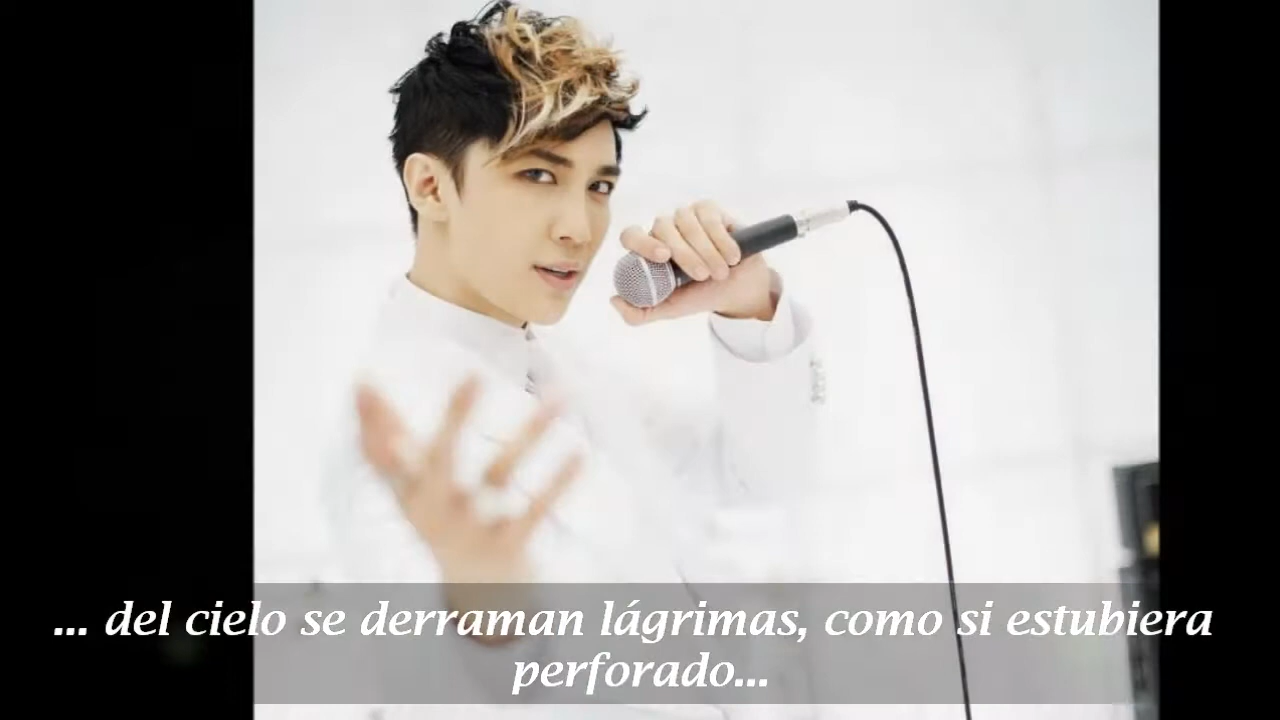 ... del cielo se derraman lágrimas, como si estubiera
perforado...